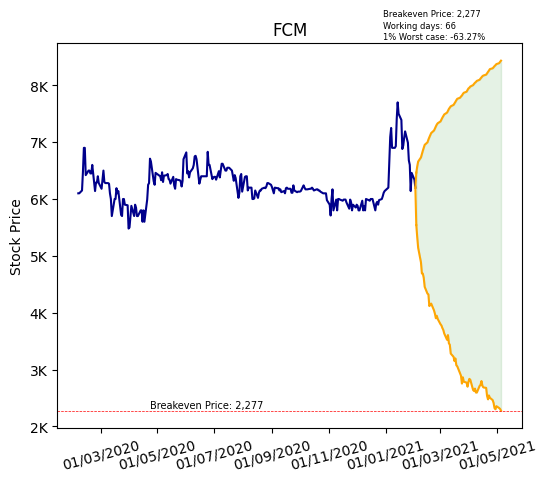 Breakeven Price: 2,277
Working days: 66
1% Worst case: -63.27%
FCM
Stock Price
8K
7K
6K
5K
4K
3K
2K
Breakeven Price: 2,277
01/03/2020 01/05/2020 01/07/2020 01/09/2020 01/11/2020 01/01/2021 01/03/2021 01/05/2021